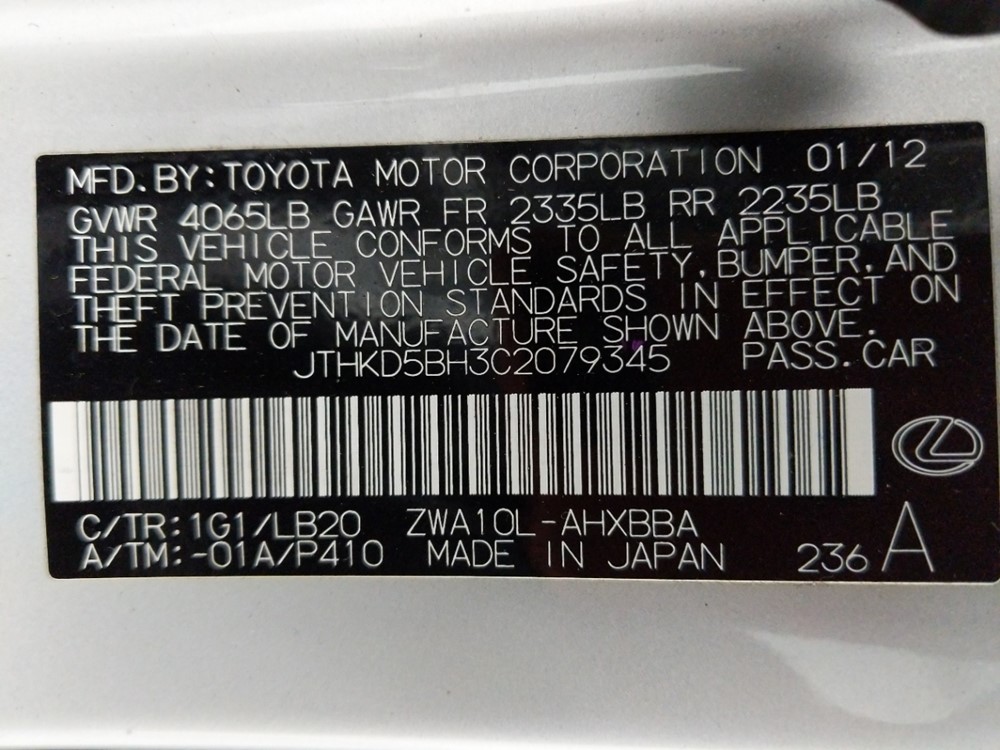 MFD. BY: TOYOTA MOTOR CORPORATION 01/12
GVWR 4065LB GAWR FR 2335LB RR 2235LB
THIS VEHICLE CONFORMS TO ALL APPLICABLE
FEDERAL MOTOR VEHICLE SAFETY, BUMPER, AND
THEFT PREVENTION STANDARDS IN EFFECT ON
THE DATE OF MANUFACTURE SHOWN ABOVE.
JTHKD5BH3C2079345 PASS. CAR
C/TR: 1G1/LB20 ZWA10L-AHXBBA
A/TM: -01A/P410 MADE IN JAPAN 236 A